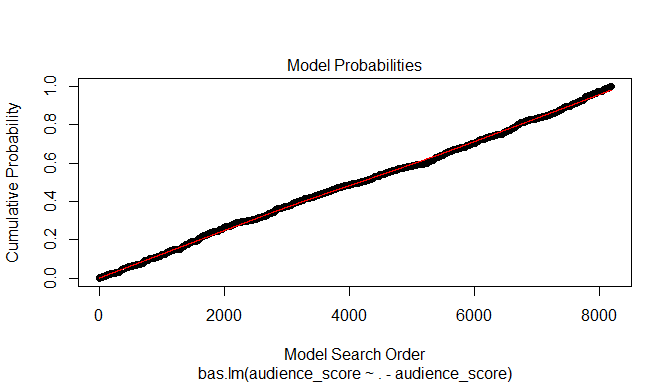 Model Probabilities
Cumulative Probability
1.0
0.8
0.6
0.4
0.2
0.0
0 2000 4000 6000 8000
Model Search Order
bas.lm(audience_score ~ . - audience_score)